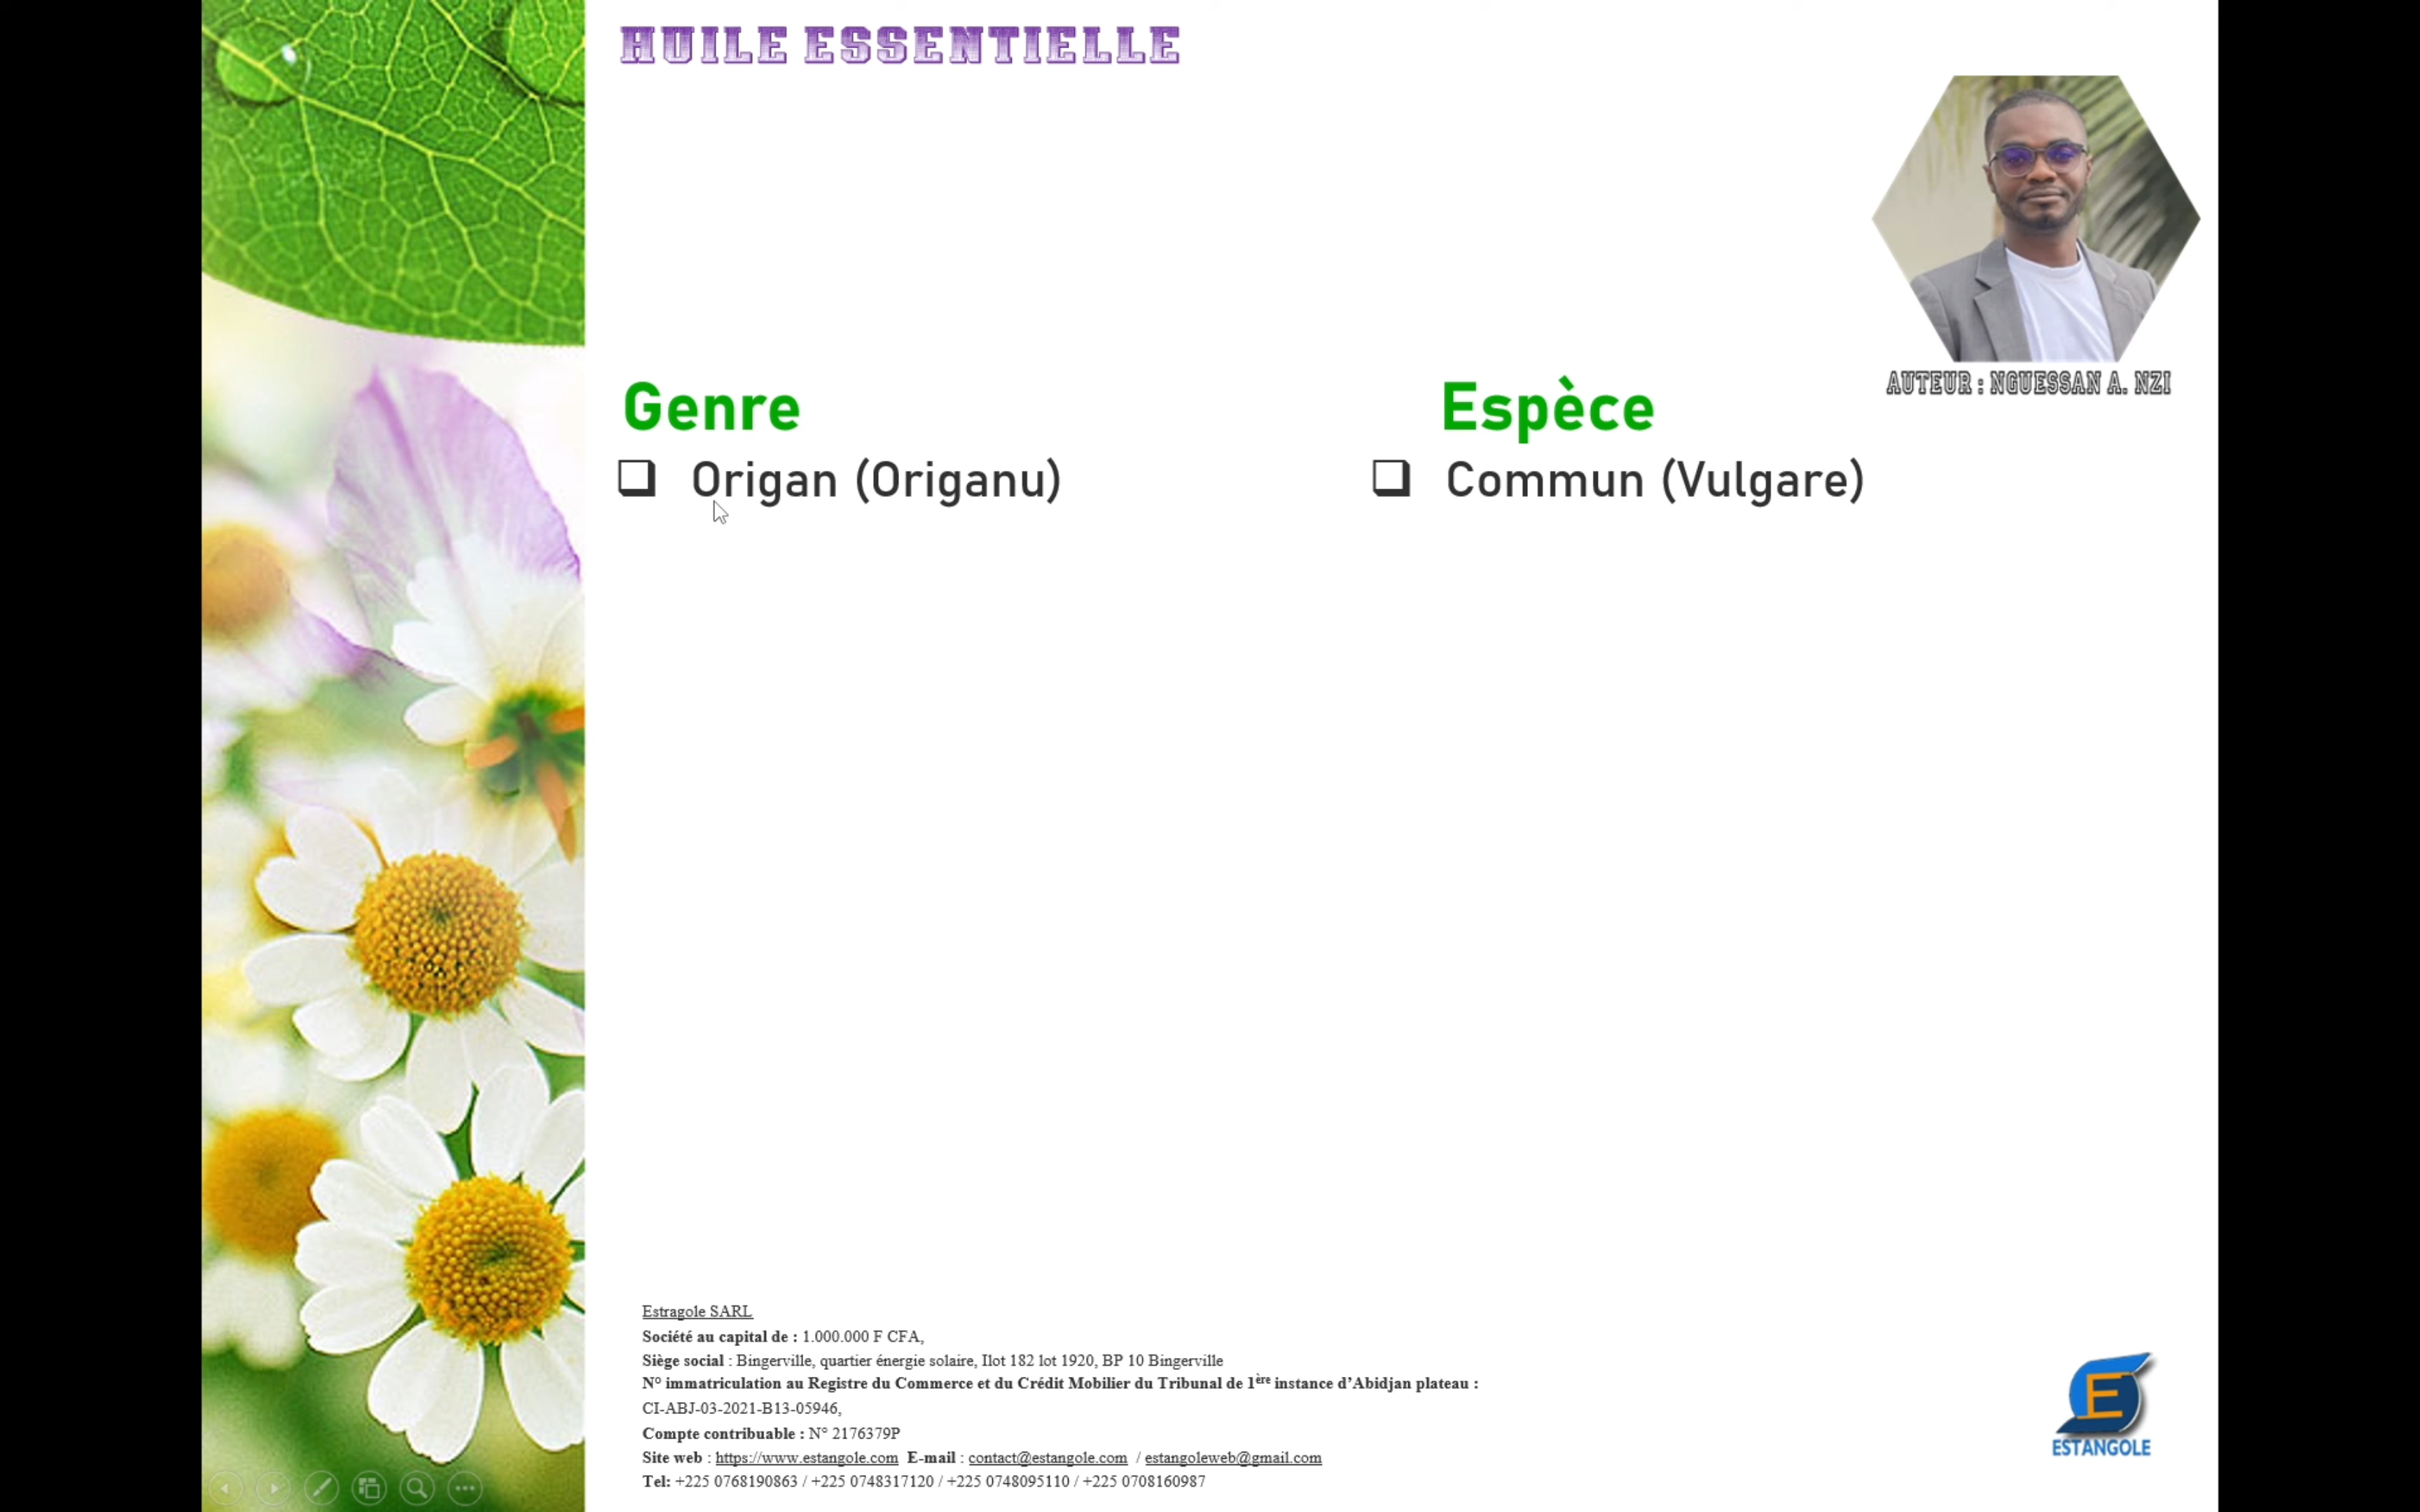 HUILE ESSENTIELLE
AUTEUR : NGUESSAN A. NZI
Genre
Espèce
❑ Origan (Origanu)
❑ Commun (Vulgare)
Estragole SARL
Société au capital de : 1.000.000 F CFA,
Siège social : Bingerville, quartier énergie solaire, Ilot 182 lot 1920, BP 10 Bingerville
N° immatriculation au Registre du Commerce et du Crédit Mobilier du Tribunal de 1ère instance d’Abidjan plateau :
CI-ABJ-03-2021-B13-05946,
Compte contribuable : N° 2176379P
Site web : https://www.estangole.com E-mail : contact@estangole.com / estangoleweb@gmail.com
Tel: +225 0768190863 / +225 0748317120 / +225 0748095110 / +225 0708160987
E
ESTANGOLE